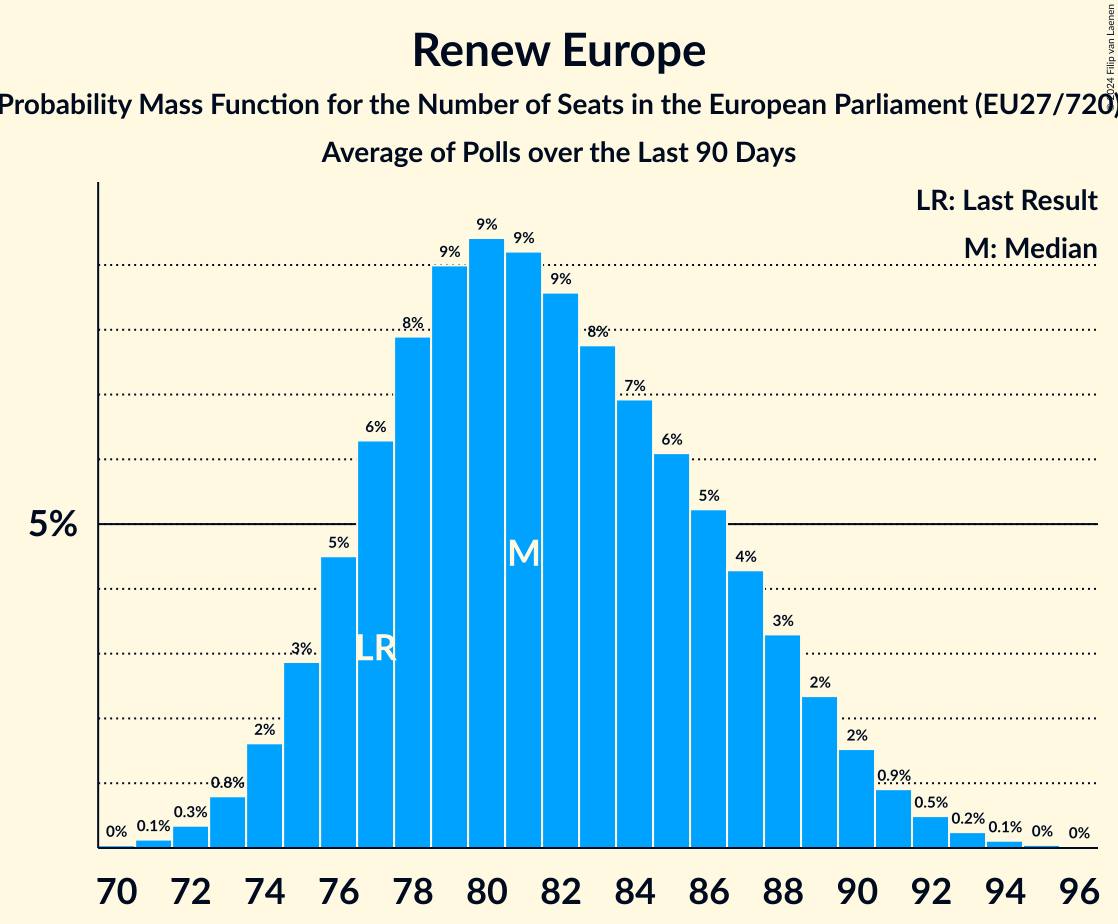 Renew Europe
Probability Mass Function for the Number of Seats in the European Parliament (EU27/720)
Average of Polls over the Last 90 Days
© 2024 Filip van Laenen
LR: Last Result
M: Median
5%
0% 0.1% 0.3% 0.8% 2% 3% 5% 6% 8% 9% 9% 9% 9% 8% 7% 6% 5% 4% 3% 2% 2% 0.9% 0.5% 0.2% 0.1% 0% 0%
LR M
70 72 74 76 78 80 82 84 86 88 90 92 94 96